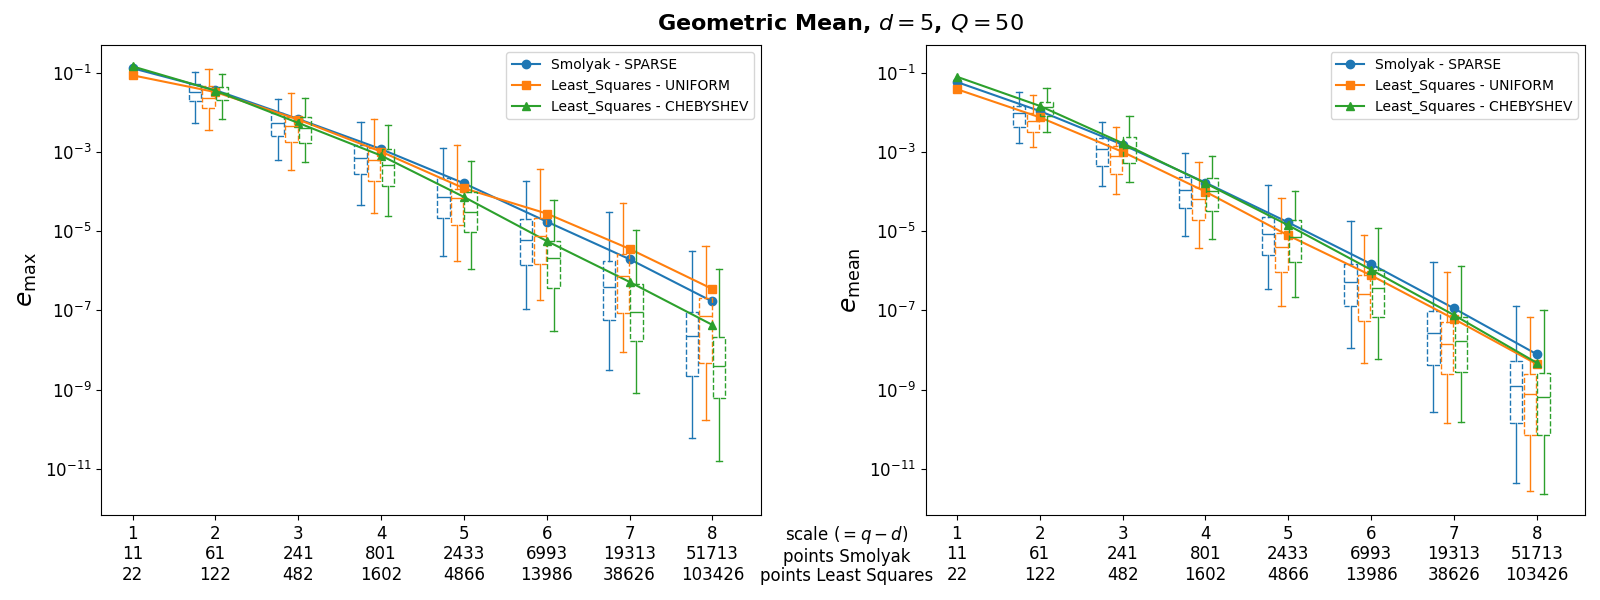 Geometric Mean, d = 5, Q = 50
e_max
10⁻¹
10⁻³
10⁻⁵
10⁻⁷
10⁻⁹
10⁻¹¹
Smolyak - SPARSE
Least_Squares - UNIFORM
Least_Squares - CHEBYSHEV
e_mean
10⁻¹
10⁻³
10⁻⁵
10⁻⁷
10⁻⁹
10⁻¹¹
Smolyak - SPARSE
Least_Squares - UNIFORM
Least_Squares - CHEBYSHEV
1 2 3 4 5 6 7 8 scale (= q − d) 1 2 3 4 5 6 7 8
11 61 241 801 2433 6993 19313 51713 points Smolyak 11 61 241 801 2433 6993 19313 51713
22 122 482 1602 4866 13986 38626 103426 points Least Squares 22 122 482 1602 4866 13986 38626 103426